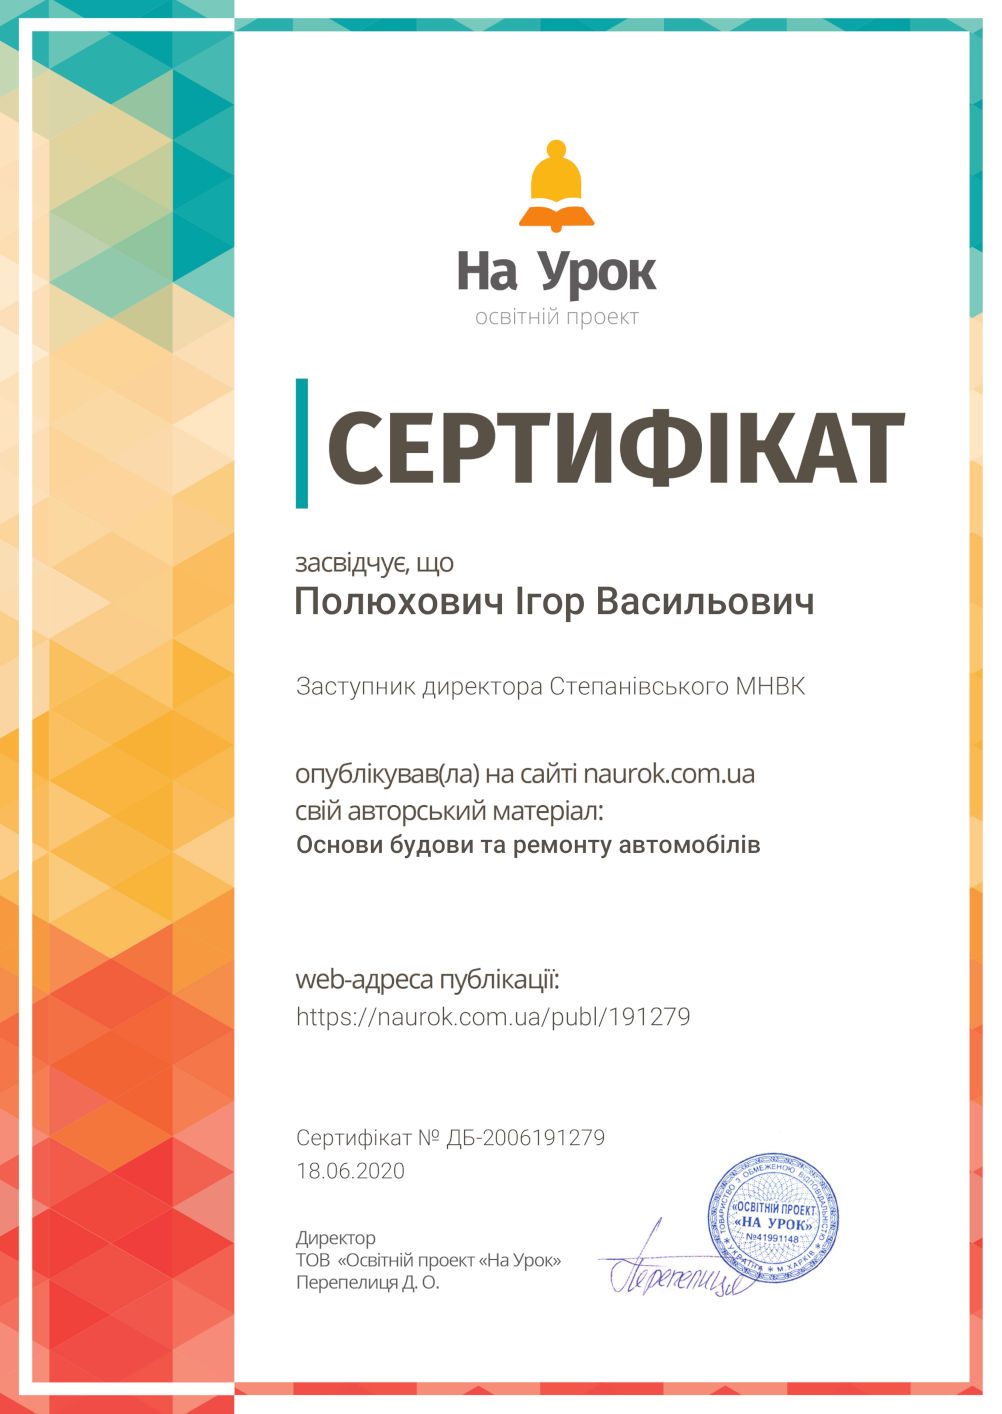 На Урок
освітній проект
СЕРТИФІКАТ
засвідчує, що
Полюхович Ігор Васильович
Заступник директора Степанівського МНВК
опублікував(ла) на сайті naurok.com.ua
свій авторський матеріал:
Основи будови та ремонту автомобілів
web-адреса публікації:
https://naurok.com.ua/publ/191279
Сертифікат № ДБ-2006191279
18.06.2020
Директор
ТОВ «Освітній проект «На Урок»
Перепелиця Д. О.
Перепелиця
ТОВАРИСТВО З ОБМЕЖЕНОЮ ВІДПОВІДАЛЬНІСТЮ
«ОСВІТНІЙ ПРОЕКТ
«НА УРОК»
№41991148
* УКРАЇНА * М.ХАРКІВ *